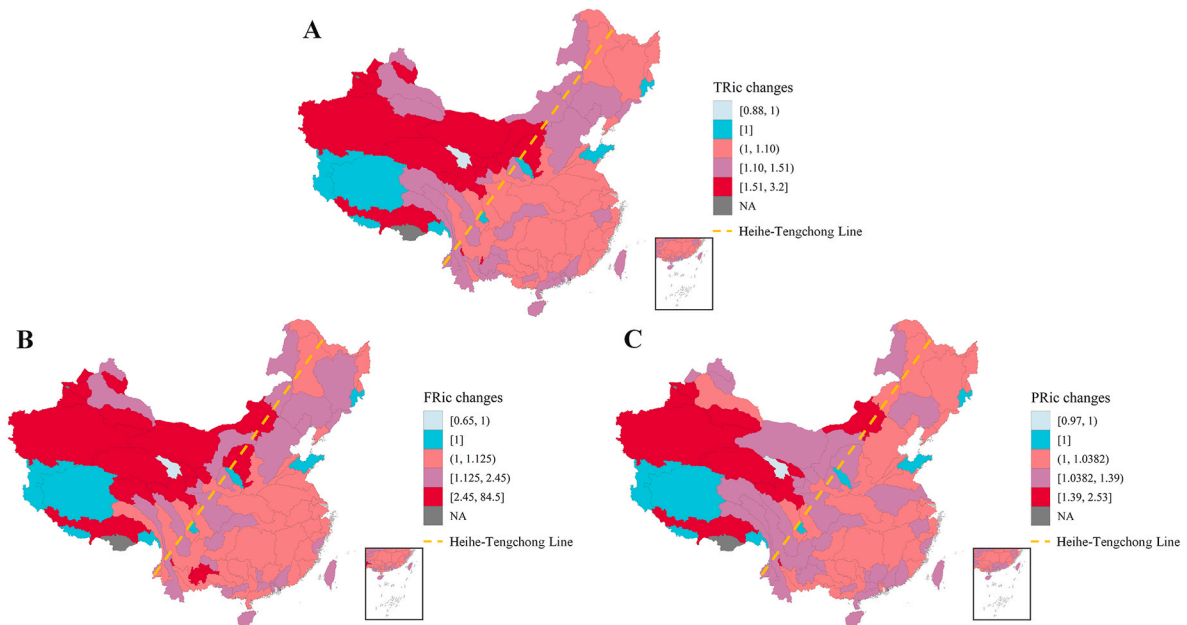 A
TRic changes
[0.88, 1)
[1]
(1, 1.10)
[1.10, 1.51)
[1.51, 3.2]
NA
Heihe-Tengchong Line
B
FRic changes
[0.65, 1)
[1]
(1, 1.125)
[1.125, 2.45)
[2.45, 84.5]
NA
Heihe-Tengchong Line
C
PRic changes
[0.97, 1)
[1]
(1, 1.0382)
[1.0382, 1.39)
[1.39, 2.53]
NA
Heihe-Tengchong Line